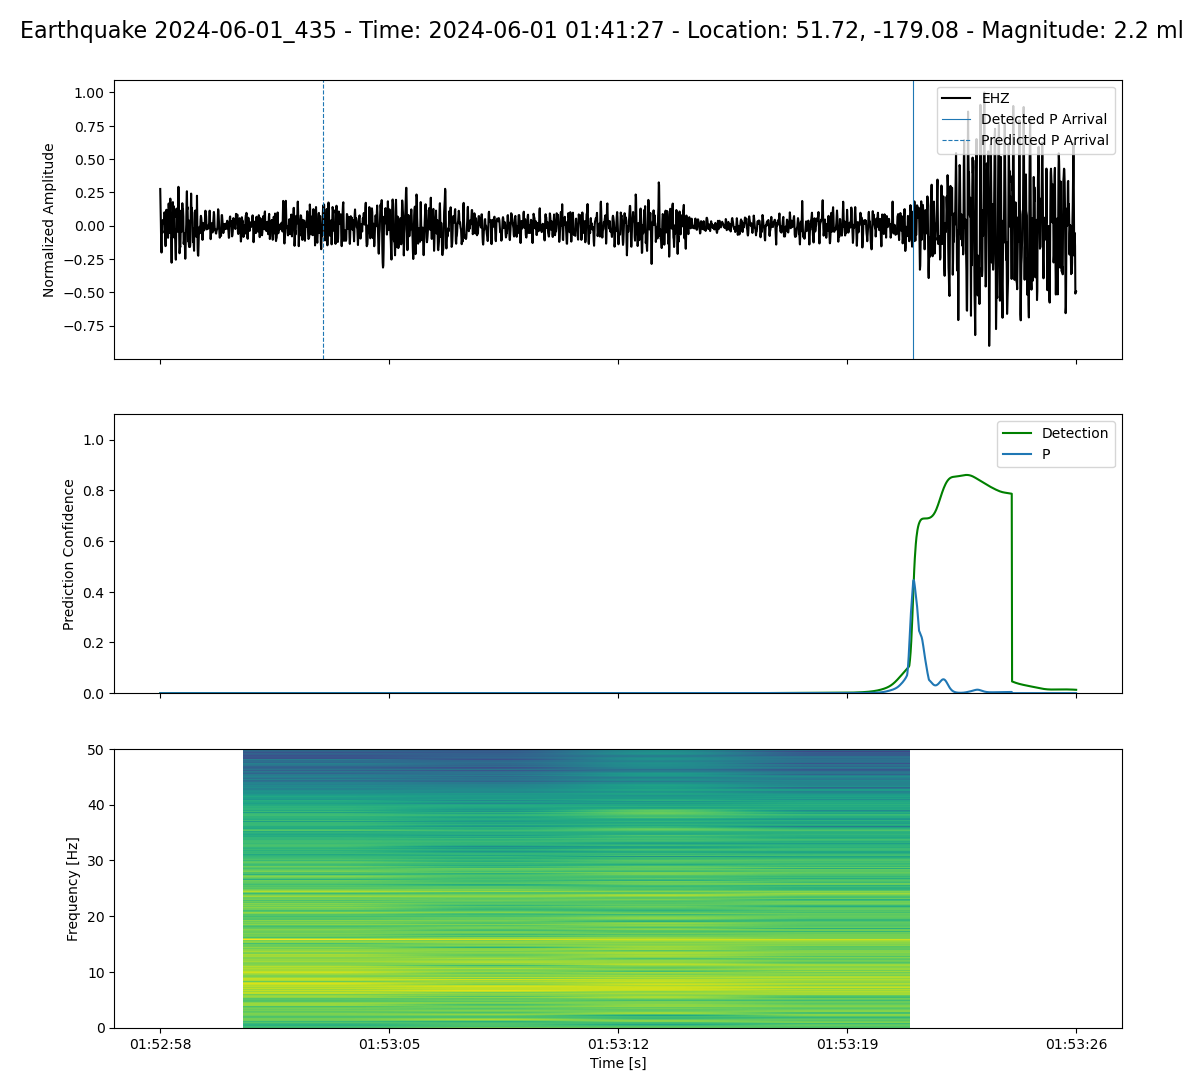 Earthquake 2024-06-01_435 - Time: 2024-06-01 01:41:27 - Location: 51.72, -179.08 - Magnitude: 2.2 ml
Normalized Amplitude
1.00
0.75
0.50
0.25
0.00
−0.25
−0.50
−0.75
EHZ
Detected P Arrival
Predicted P Arrival
Prediction Confidence
1.0
0.8
0.6
0.4
0.2
0.0
Detection
P
Frequency [Hz]
50
40
30
20
10
0
01:52:58
01:53:05
01:53:12
01:53:19
01:53:26
Time [s]